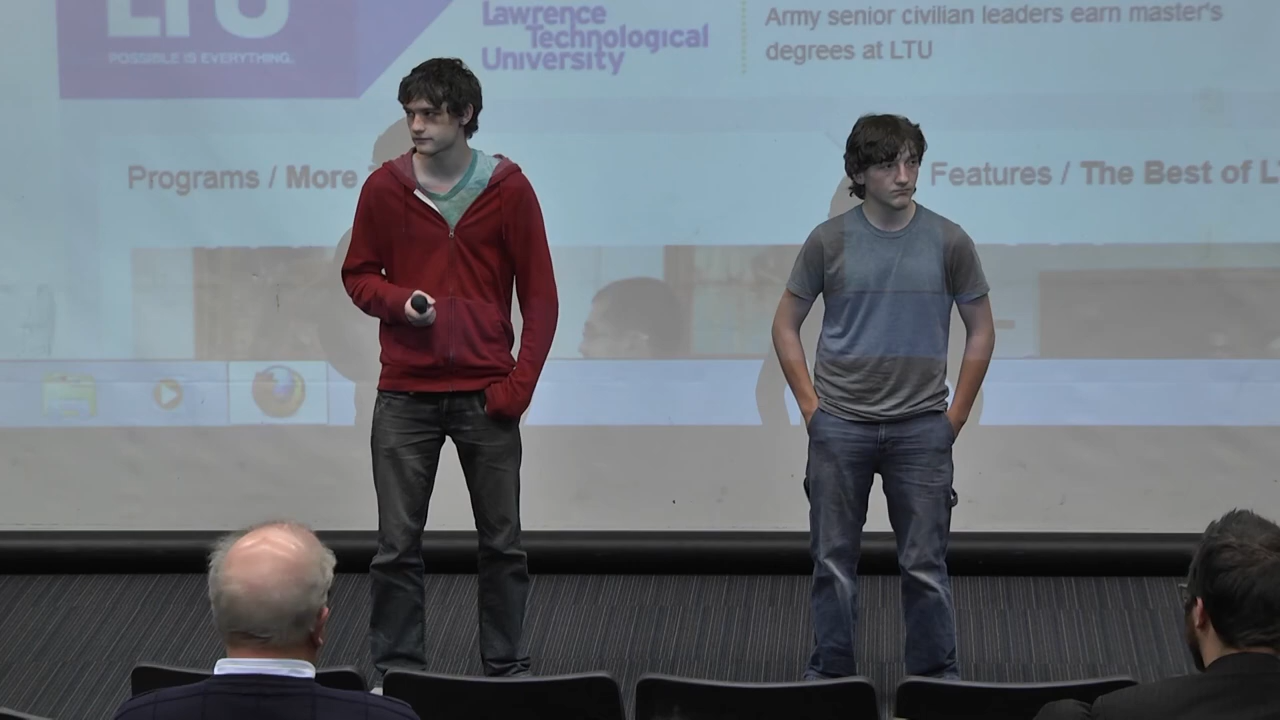 LTU
POSSIBLE IS EVERYTHING.
Lawrence
Technological
University
Army senior civilian leaders earn master's
degrees at LTU
Programs / More
Features / The Best of L